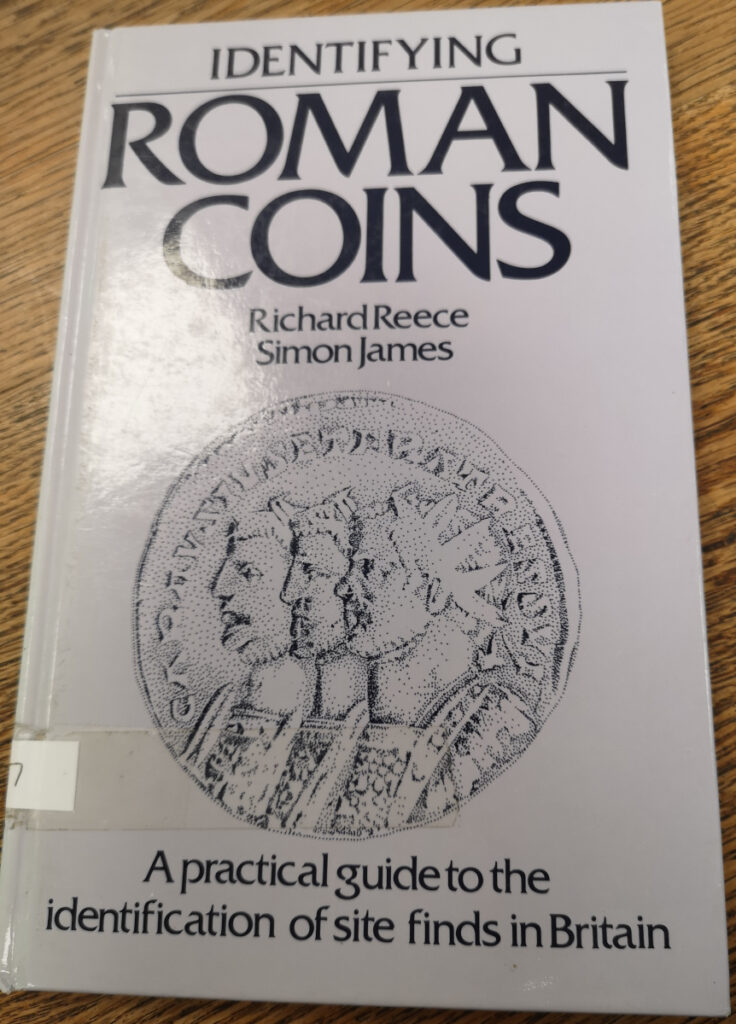 IDENTIFYING
ROMAN
COINS
Richard Reece
Simon James
A practical guide to the
identification of site finds in Britain